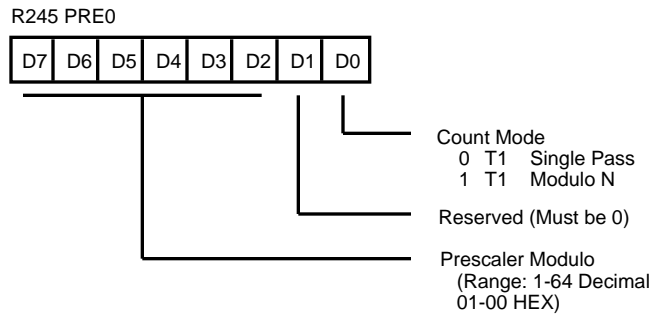 R245 PRE0
D7 D6 D5 D4 D3 D2 D1 D0
Count Mode
0 T1 Single Pass
1 T1 Modulo N
Reserved (Must be 0)
Prescaler Modulo
(Range: 1-64 Decimal
01-00 HEX)